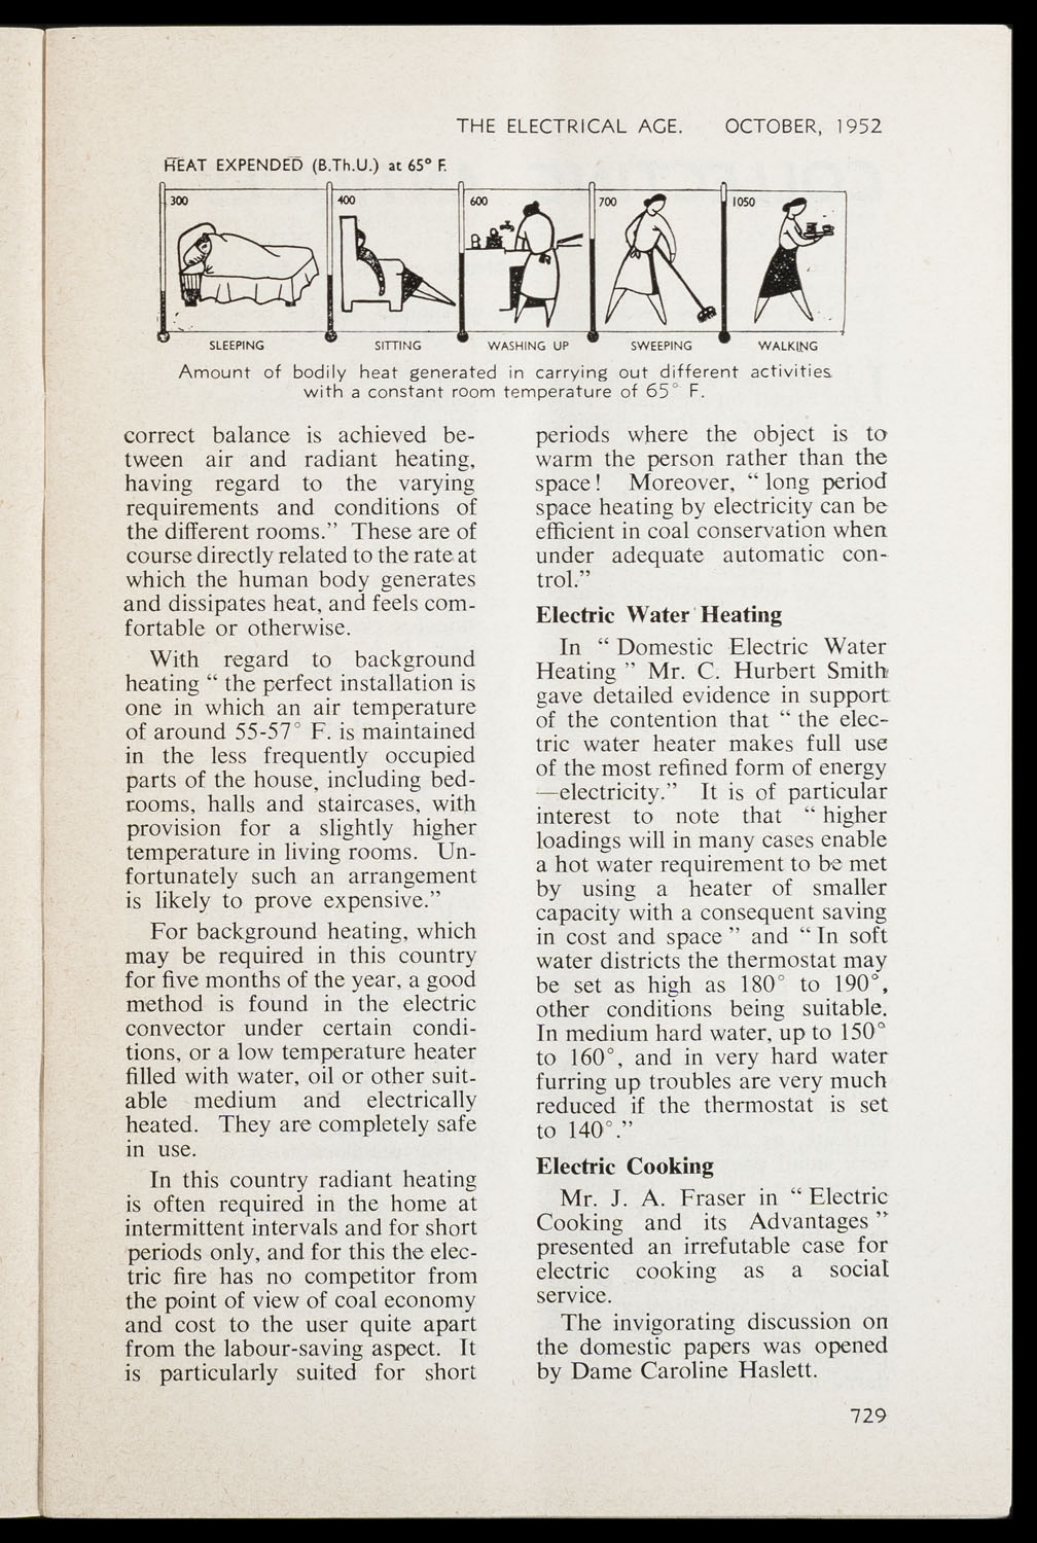 THE ELECTRICAL AGE. OCTOBER, 1952
HEAT EXPENDED (B.Th.U.) at 65° F.
300 400 600 700 1050
SLEEPING SITTING WASHING UP SWEEPING WALKING
Amount of bodily heat generated in carrying out different activities
with a constant room temperature of 65° F.
correct balance is achieved be-
tween air and radiant heating,
having regard to the varying
requirements and conditions of
the different rooms.” These are of
course directly related to the rate at
which the human body generates
and dissipates heat, and feels com-
fortable or otherwise.
With regard to background
heating “ the perfect installation is
one in which an air temperature
of around 55-57° F. is maintained
in the less frequently occupied
parts of the house, including bed-
rooms, halls and staircases, with
provision for a slightly higher
temperature in living rooms. Un-
fortunately such an arrangement
is likely to prove expensive.”
For background heating, which
may be required in this country
for five months of the year, a good
method is found in the electric
convector under certain condi-
tions, or a low temperature heater
filled with water, oil or other suit-
able medium and electrically
heated. They are completely safe
in use.
In this country radiant heating
is often required in the home at
intermittent intervals and for short
periods only, and for this the elec-
tric fire has no competitor from
the point of view of coal economy
and cost to the user quite apart
from the labour-saving aspect. It
is particularly suited for short
periods where the object is to
warm the person rather than the
space! Moreover, “ long period
space heating by electricity can be
efficient in coal conservation when
under adequate automatic con-
trol.”
Electric Water Heating
In “ Domestic Electric Water
Heating ” Mr. C. Hurbert Smith
gave detailed evidence in support
of the contention that “ the elec-
tric water heater makes full use
of the most refined form of energy
—electricity.” It is of particular
interest to note that “ higher
loadings will in many cases enable
a hot water requirement to be met
by using a heater of smaller
capacity with a consequent saving
in cost and space ” and “ In soft
water districts the thermostat may
be set as high as 180° to 190°,
other conditions being suitable.
In medium hard water, up to 150°
to 160°, and in very hard water
furring up troubles are very much
reduced if the thermostat is set
to 140°.”
Electric Cooking
Mr. J. A. Fraser in “ Electric
Cooking and its Advantages ”
presented an irrefutable case for
electric cooking as a social
service.
The invigorating discussion on
the domestic papers was opened
by Dame Caroline Haslett.
729